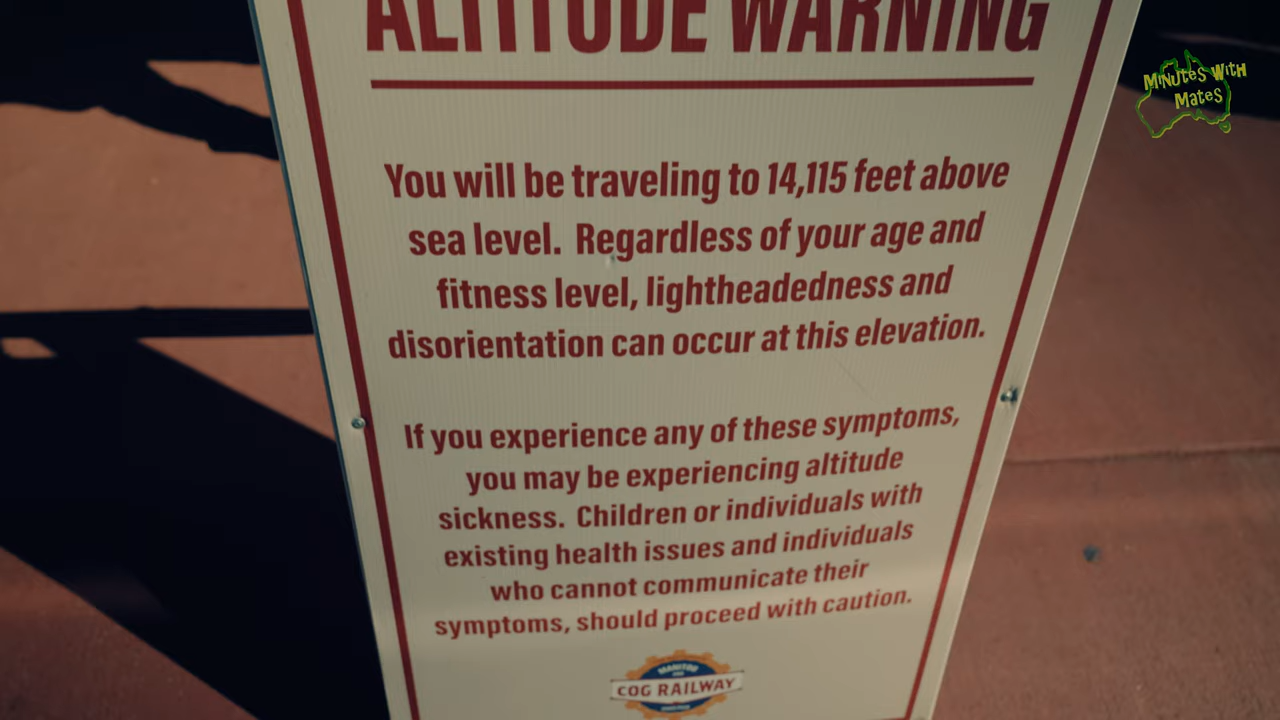 ALTITUDE WARNING
MINUTES WITH
MATES
You will be traveling to 14,115 feet above
sea level. Regardless of your age and
fitness level, lightheadedness and
disorientation can occur at this elevation.
If you experience any of these symptoms,
you may be experiencing altitude
sickness. Children or individuals with
existing health issues and individuals
who cannot communicate their
symptoms, should proceed with caution.
MANITOU
AND
COG RAILWAY